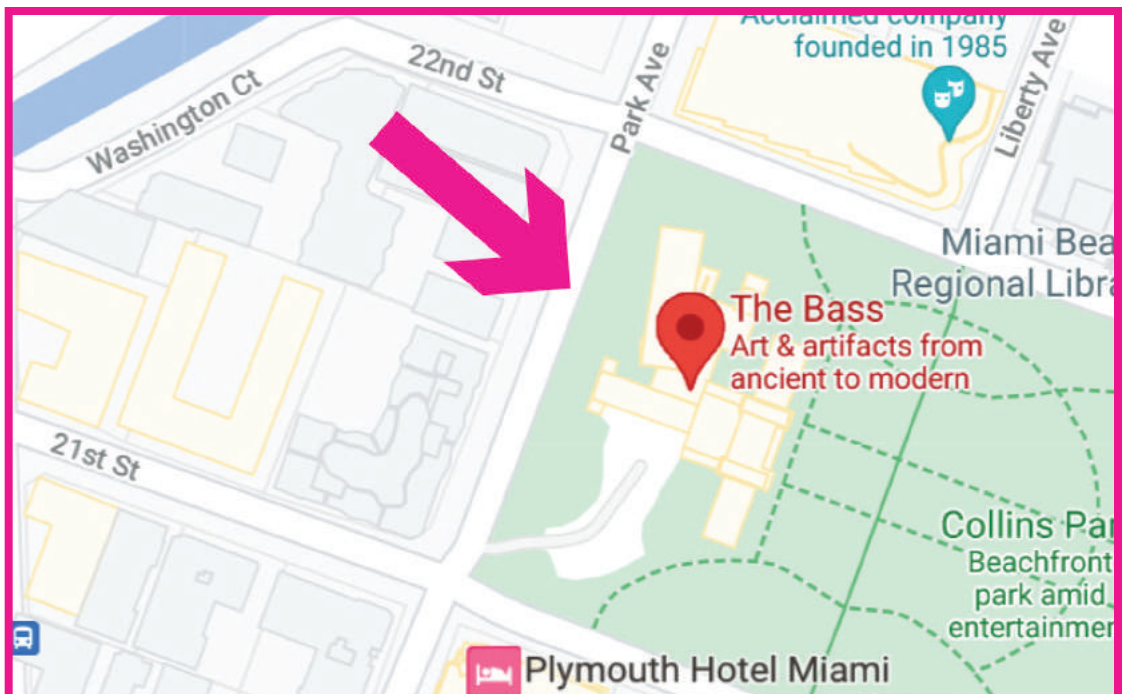 Acclaimed company
founded in 1985
22nd St
Park Ave
Liberty Ave
Washington Ct
Miami Bea
Regional Libra
The Bass
Art & artifacts from
ancient to modern
21st St
Collins Par
Beachfront
park amid
entertainmen
Plymouth Hotel Miami